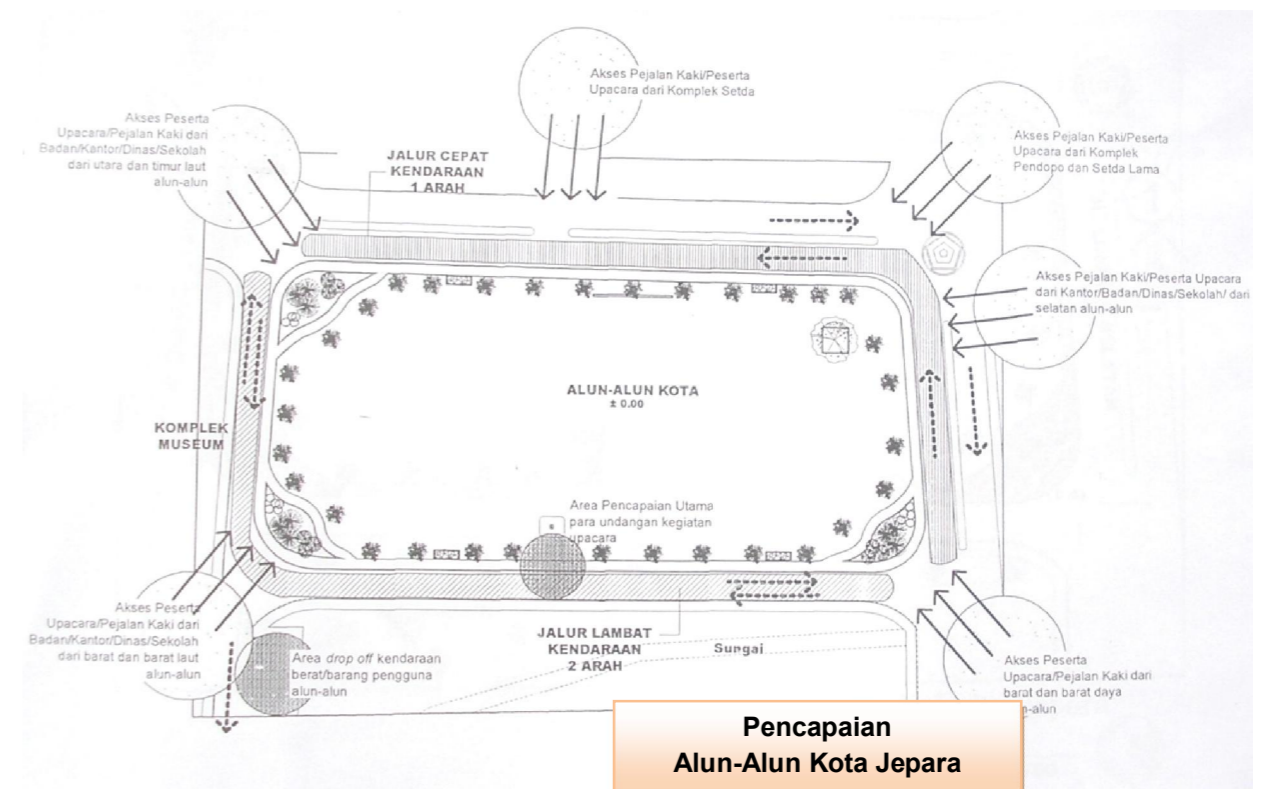 Akses Pejalan Kaki/Peserta
Upacara dari Komplek Setda
Akses Peserta
Upacara/Pejalan Kaki dari
Badan/Kantor/Dinas/Sekolah
dari utara dan timur laut
alun-alun
JALUR CEPAT
KENDARAAN
1 ARAH
Akses Pejalan Kaki/Peserta
Upacara dari Komplek
Pendopo dan Setda Lama
Akses Pejalan Kaki/Peserta Upacara
dari Kantor/Badan/Dinas/Sekolah/ dari
selatan alun-alun
ALUN-ALUN KOTA
± 0.00
KOMPLEK
MUSEUM
Area Pencapaian Utama
para undangan kegiatan
upacara
Akses Peserta
Upacara/Pejalan Kaki dari
Badan/Kantor/Dinas/Sekolah
dari barat dan barat laut
alun-alun
Area drop off kendaraan
berat/barang pengguna
alun-alun
JALUR LAMBAT
KENDARAAN
2 ARAH
Sungai
Akses Peserta
Upacara/Pejalan Kaki dari
barat dan barat daya
n-alun
Pencapaian
Alun-Alun Kota Jepara